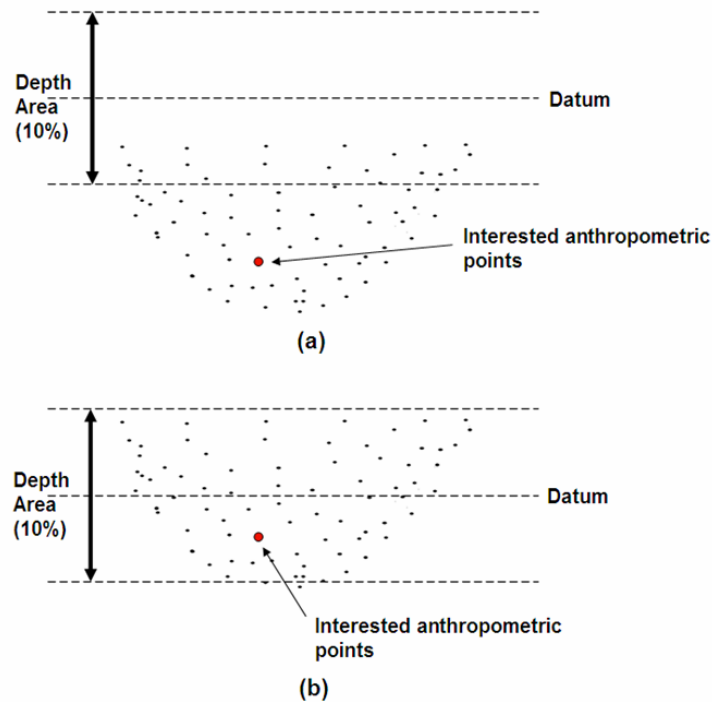 Depth
Area
(10%)
Datum
Interested anthropometric
points
(a)
Depth
Area
(10%)
Datum
Interested anthropometric
points
(b)